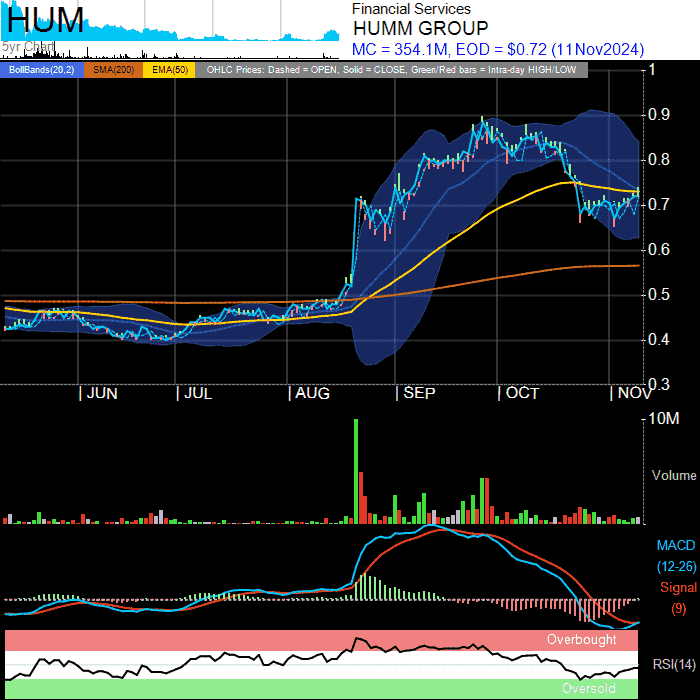 HUM
5yr Chart
Financial Services
HUMM GROUP
MC = 354.1M, EOD = $0.72 (11Nov2024)
BollBands(20,2) SMA(200) EMA(50) OHLC Prices: Dashed = OPEN, Solid = CLOSE, Green/Red bars = Intra-day HIGH/LOW
1
0.9
0.8
0.7
0.6
0.5
0.4
0.3
JUN JUL AUG SEP OCT NOV
10M
Volume
MACD
(12-26)
Signal
(9)
Overbought
RSI(14)
Oversold